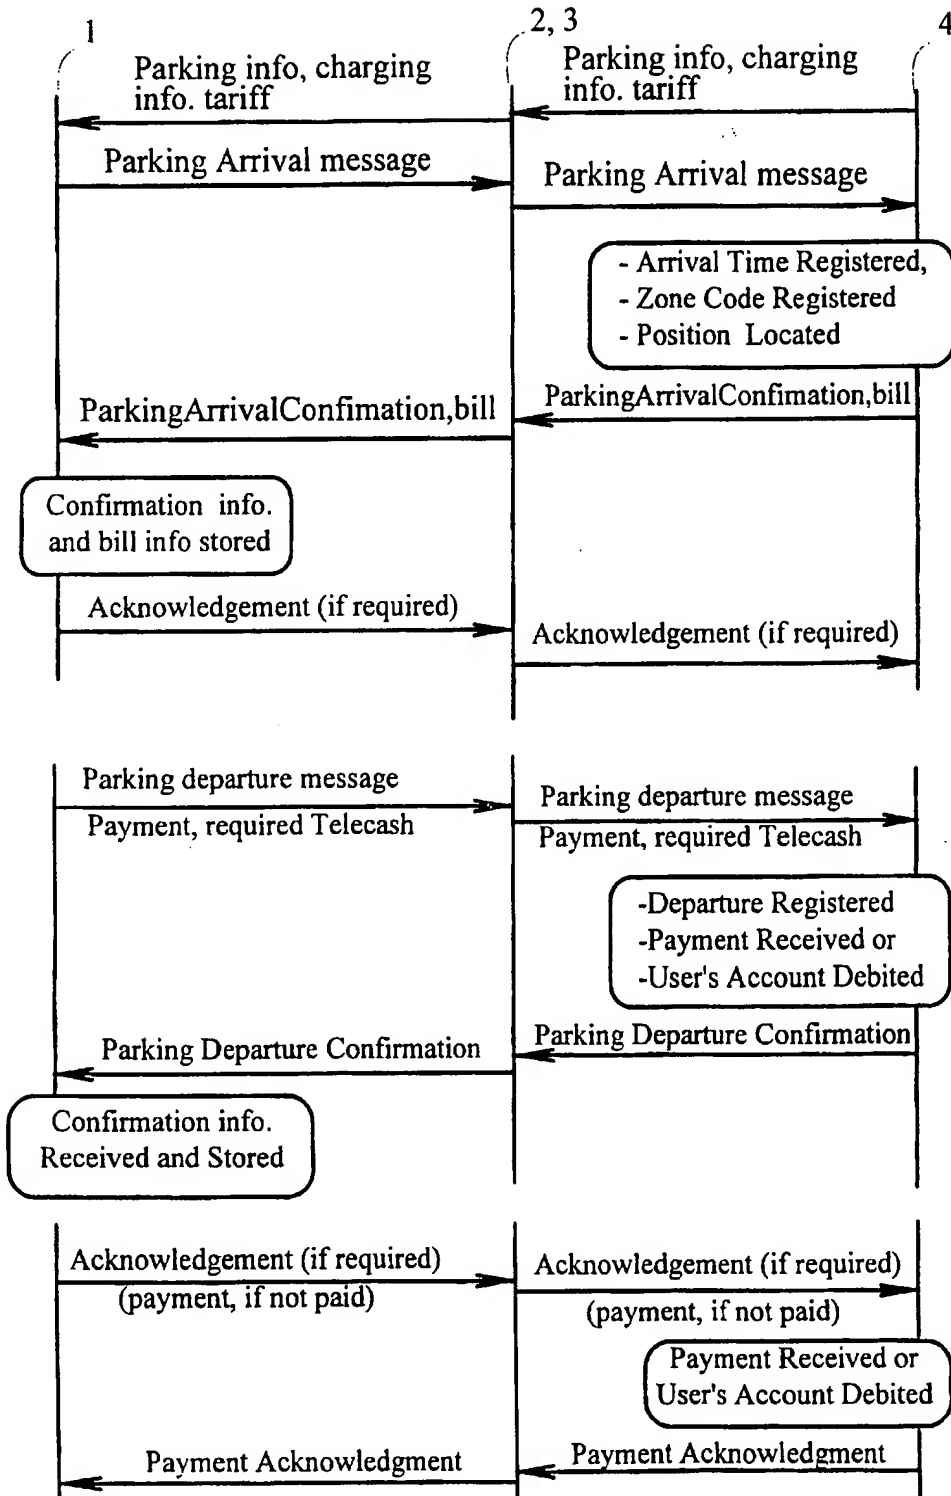 1
2, 3
4
Parking info, charging
info. tariff
Parking info, charging
info. tariff
Parking Arrival message
Parking Arrival message
- Arrival Time Registered,
- Zone Code Registered
- Position Located
ParkingArrivalConfimation,bill
ParkingArrivalConfimation,bill
Confirmation info.
and bill info stored
Acknowledgement (if required)
Acknowledgement (if required)
Parking departure message
Payment, required Telecash
Parking departure message
Payment, required Telecash
-Departure Registered
-Payment Received or
-User's Account Debited
Parking Departure Confirmation
Parking Departure Confirmation
Confirmation info.
Received and Stored
Acknowledgement (if required)
(payment, if not paid)
Acknowledgement (if required)
(payment, if not paid)
Payment Received or
User's Account Debited
Payment Acknowledgment
Payment Acknowledgment